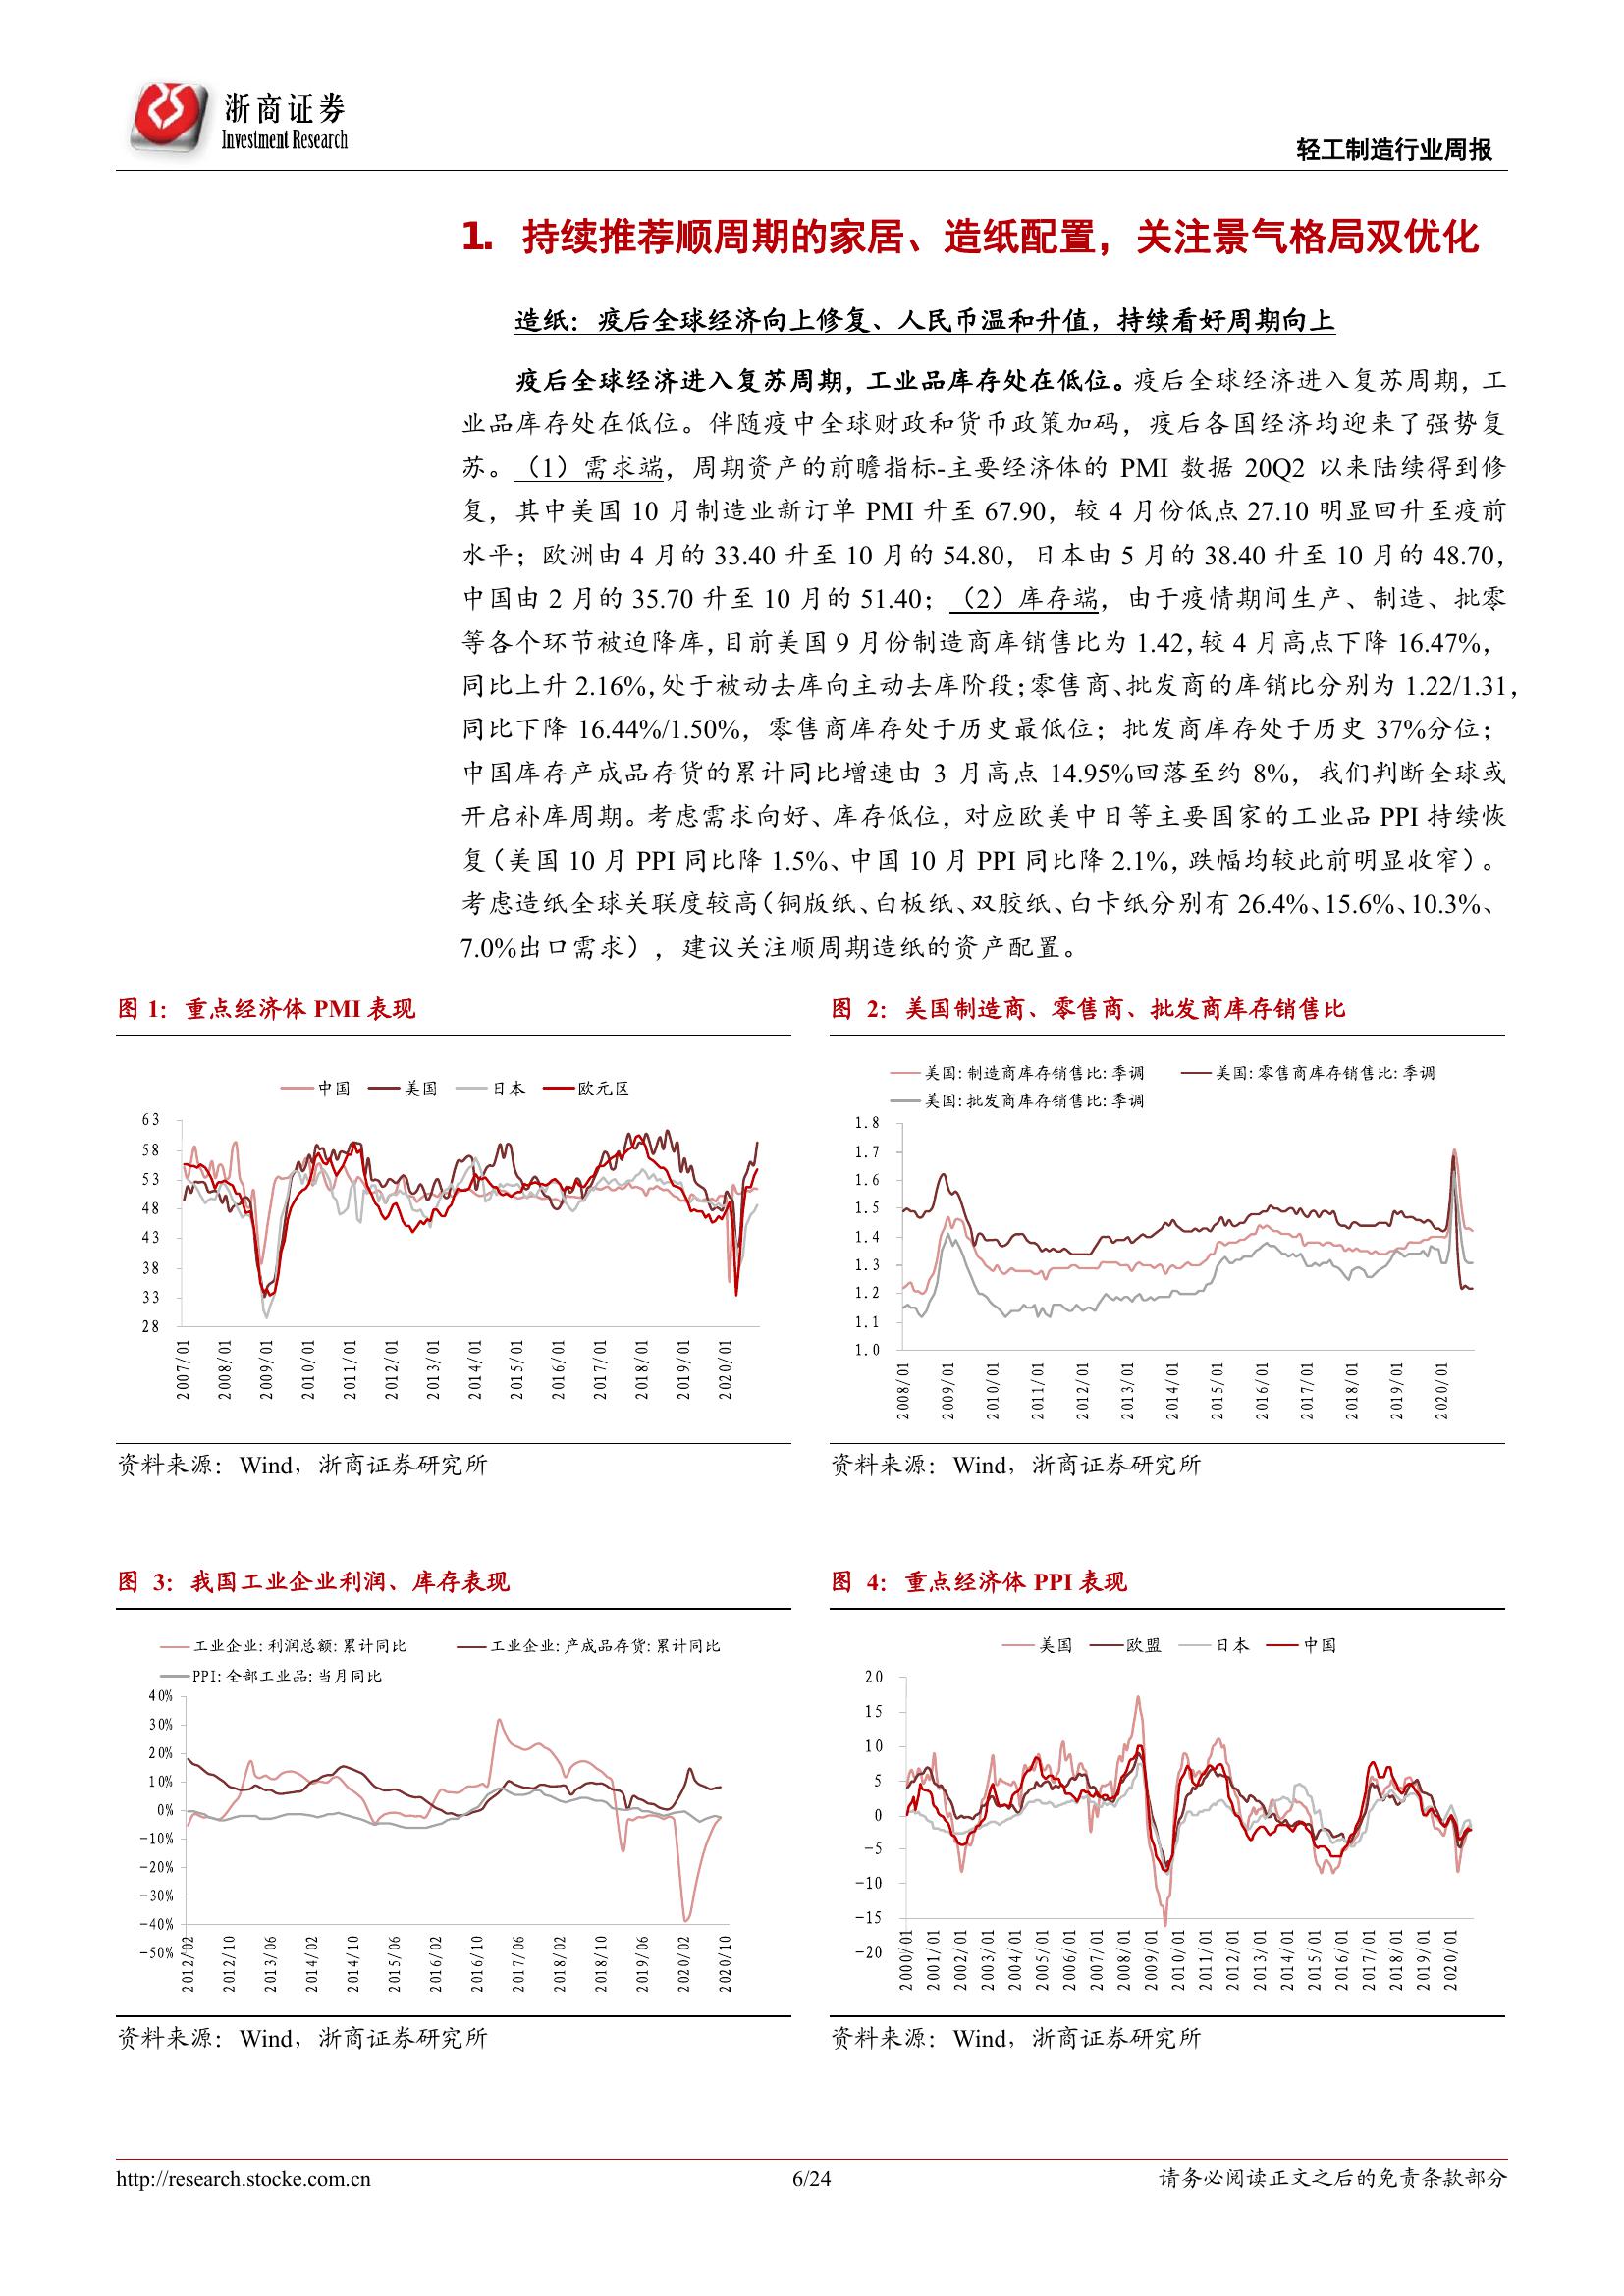 浙商证券
Investment Research
轻工制造行业周报
1. 持续推荐顺周期的家居、造纸配置，关注景气格局双优化
造纸：疫后全球经济向上修复、人民币温和升值，持续看好周期向上
疫后全球经济进入复苏周期，工业品库存处在低位。疫后全球经济进入复苏周期，工
业品库存处在低位。伴随疫中全球财政和货币政策加码，疫后各国经济均迎来了强势复
苏。（1）需求端，周期资产的前瞻指标-主要经济体的 PMI 数据 20Q2 以来陆续得到修
复，其中美国 10 月制造业新订单 PMI 升至 67.90，较 4 月份低点 27.10 明显回升至疫前
水平；欧洲由 4 月的 33.40 升至 10 月的 54.80，日本由 5 月的 38.40 升至 10 月的 48.70，
中国由 2 月的 35.70 升至 10 月的 51.40；（2）库存端，由于疫情期间生产、制造、批零
等各个环节被迫降库，目前美国 9 月份制造商库销售比为 1.42，较 4 月高点下降 16.47%，
同比上升 2.16%，处于被动去库向主动去库阶段；零售商、批发商的库销比分别为 1.22/1.31，
同比下降 16.44%/1.50%，零售商库存处于历史最低位；批发商库存处于历史 37%分位；
中国库存产成品存货的累计同比增速由 3 月高点 14.95%回落至约 8%，我们判断全球或
开启补库周期。考虑需求向好、库存低位，对应欧美中日等主要国家的工业品 PPI 持续恢
复（美国 10 月 PPI 同比降 1.5%、中国 10 月 PPI 同比降 2.1%，跌幅均较此前明显收窄）。
考虑造纸全球关联度较高（铜版纸、白板纸、双胶纸、白卡纸分别有 26.4%、15.6%、10.3%、
7.0%出口需求），建议关注顺周期造纸的资产配置。
图 1：重点经济体 PMI 表现
中国 美国 日本 欧元区
63
58
53
48
43
38
33
28
2007/01 2008/01 2009/01 2010/01 2011/01 2012/01 2013/01 2014/01 2015/01 2016/01 2017/01 2018/01 2019/01 2020/01
资料来源：Wind，浙商证券研究所
图 2：美国制造商、零售商、批发商库存销售比
美国:制造商库存销售比:季调 美国:零售商库存销售比:季调
美国:批发商库存销售比:季调
1.8
1.7
1.6
1.5
1.4
1.3
1.2
1.1
1.0
2008/01 2009/01 2010/01 2011/01 2012/01 2013/01 2014/01 2015/01 2016/01 2017/01 2018/01 2019/01 2020/01
资料来源：Wind，浙商证券研究所
图 3：我国工业企业利润、库存表现
工业企业:利润总额:累计同比 工业企业:产成品存货:累计同比
PPI:全部工业品:当月同比
40%
30%
20%
10%
0%
-10%
-20%
-30%
-40%
-50%
2012/02 2012/10 2013/06 2014/02 2014/10 2015/06 2016/02 2016/10 2017/06 2018/02 2018/10 2019/06 2020/02 2020/10
资料来源：Wind，浙商证券研究所
图 4：重点经济体 PPI 表现
美国 欧盟 日本 中国
20
15
10
5
0
-5
-10
-15
-20
2000/01 2001/01 2002/01 2003/01 2004/01 2005/01 2006/01 2007/01 2008/01 2009/01 2010/01 2011/01 2012/01 2013/01 2014/01 2015/01 2016/01 2017/01 2018/01 2019/01 2020/01
资料来源：Wind，浙商证券研究所
http://research.stocke.com.cn
6/24
请务必阅读正文之后的免责条款部分